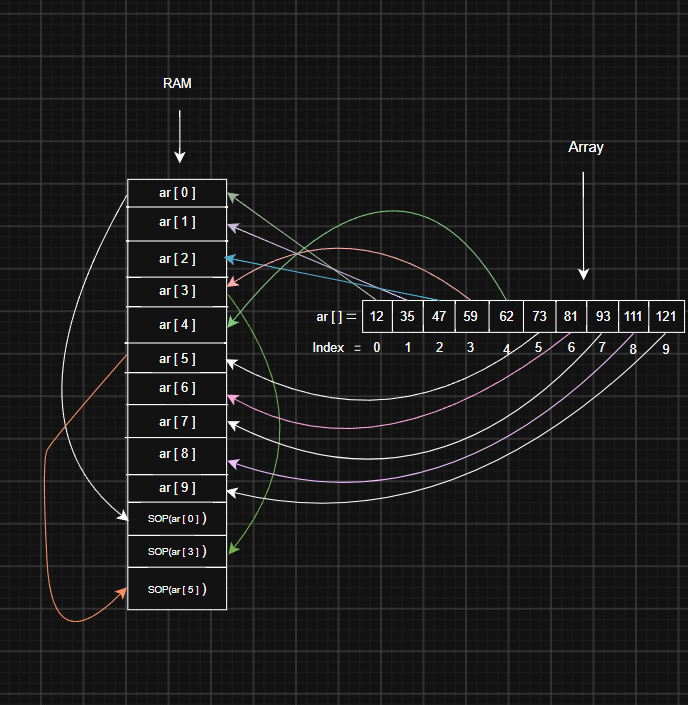 RAM
Array
ar [ 0 ]
ar [ 1 ]
ar [ 2 ]
ar [ 3 ]
ar [ 4 ]
ar [ 5 ]
ar [ 6 ]
ar [ 7 ]
ar [ 8 ]
ar [ 9 ]
SOP(ar [ 0 ] )
SOP(ar [ 3 ] )
SOP(ar [ 5 ] )
ar [ ] = 12 35 47 59 62 73 81 93 111 121
Index = 0 1 2 3 4 5 6 7 8 9